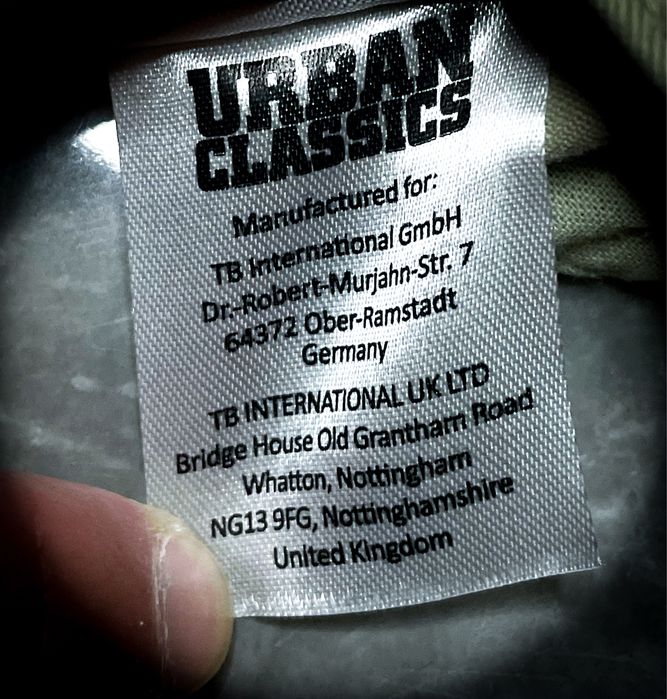 URBAN
CLASSICS
Manufactured for:
TB International GmbH
Dr.-Robert-Murjahn-Str. 7
64372 Ober-Ramstadt
Germany
TB INTERNATIONAL UK LTD
Bridge House Old Grantham Road
Whatton, Nottingham
NG13 9FG, Nottinghamshire
United Kingdom